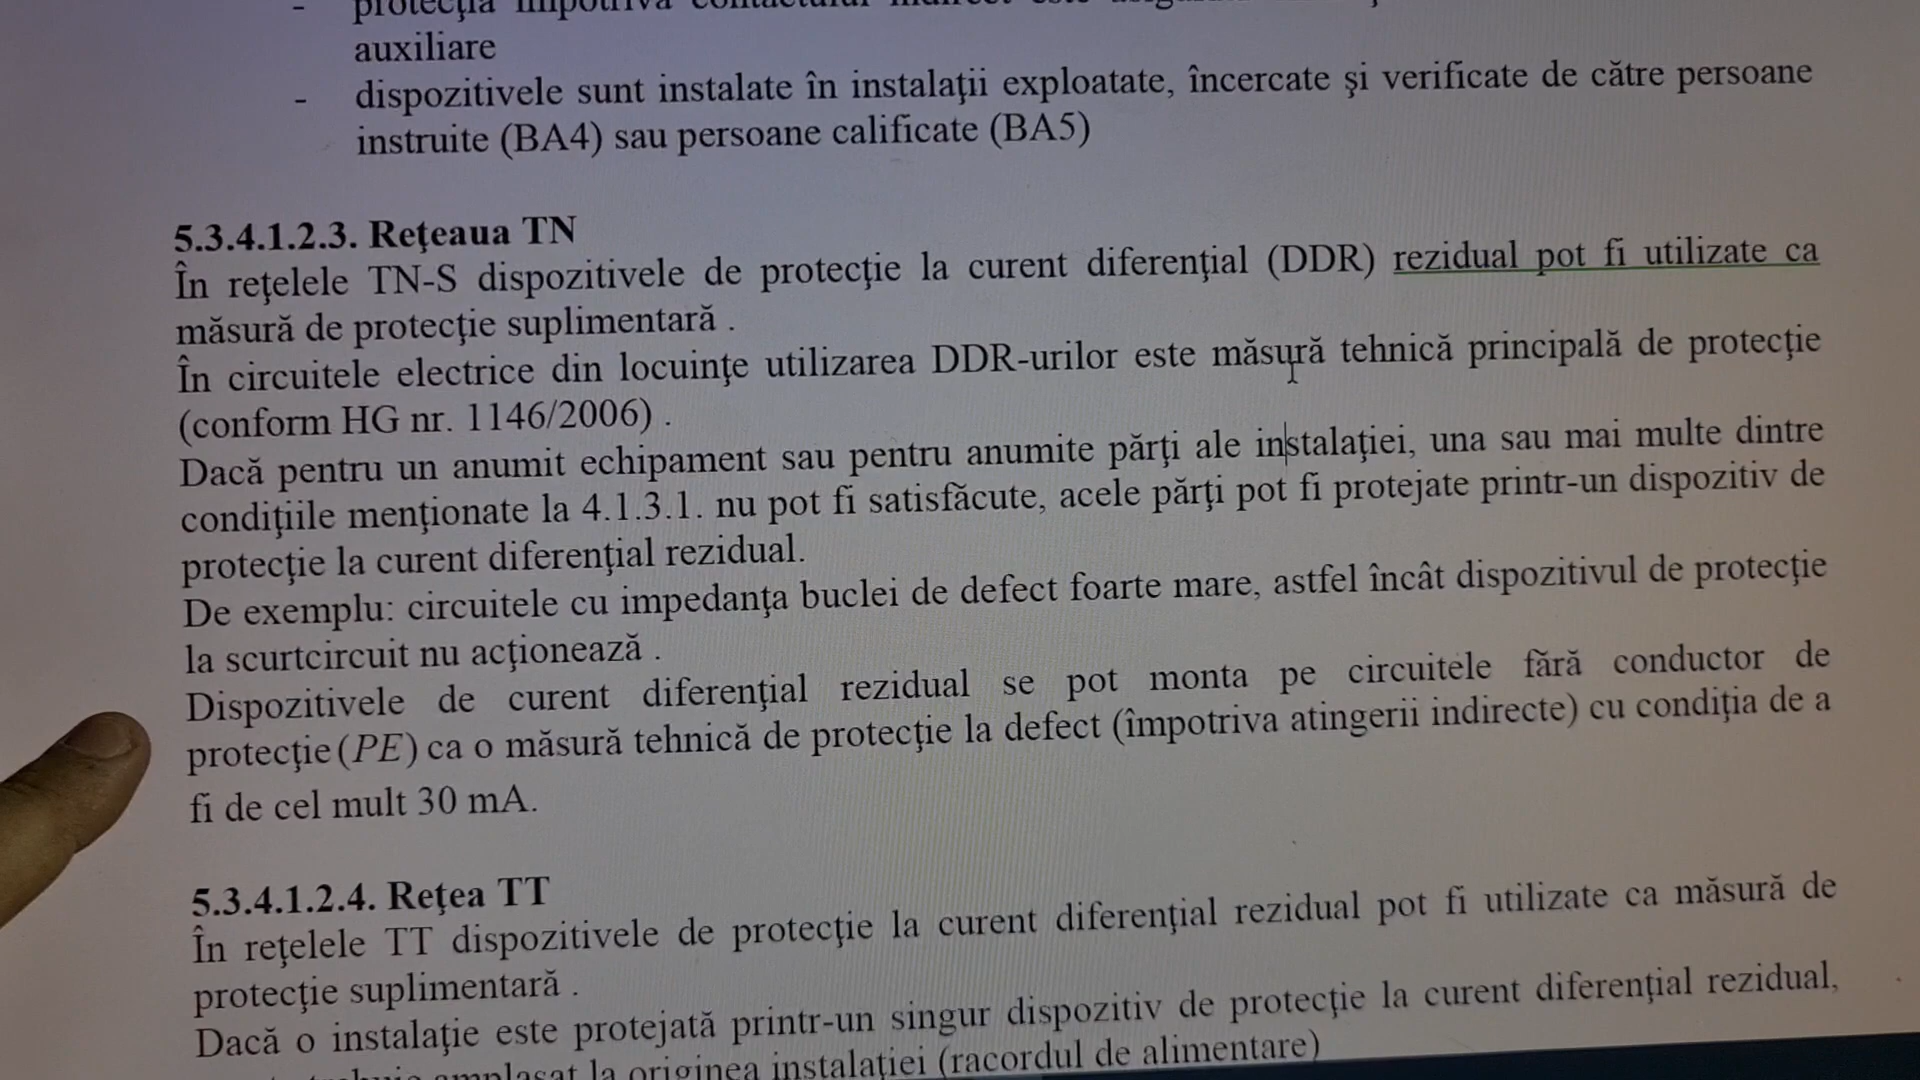 - protecţia împotriva contactului indirect este
auxiliare
- dispozitivele sunt instalate în instalaţii exploatate, încercate şi verificate de către persoane
instruite (BA4) sau persoane calificate (BA5)
5.3.4.1.2.3. Reţeaua TN
În reţelele TN-S dispozitivele de protecţie la curent diferenţial (DDR) rezidual pot fi utilizate ca
măsură de protecţie suplimentară .
În circuitele electrice din locuinţe utilizarea DDR-urilor este măsură tehnică principală de protecţie
(conform HG nr. 1146/2006) .
Dacă pentru un anumit echipament sau pentru anumite părţi ale instalaţiei, una sau mai multe dintre
condiţiile menţionate la 4.1.3.1. nu pot fi satisfăcute, acele părţi pot fi protejate printr-un dispozitiv de
protecţie la curent diferenţial rezidual.
De exemplu: circuitele cu impedanţa buclei de defect foarte mare, astfel încât dispozitivul de protecţie
la scurtcircuit nu acţionează .
Dispozitivele de curent diferenţial rezidual se pot monta pe circuitele fără conductor de
protecţie (PE) ca o măsură tehnică de protecţie la defect (împotriva atingerii indirecte) cu condiţia de a
fi de cel mult 30 mA.
5.3.4.1.2.4. Reţea TT
În reţelele TT dispozitivele de protecţie la curent diferenţial rezidual pot fi utilizate ca măsură de
protecţie suplimentară .
Dacă o instalaţie este protejată printr-un singur dispozitiv de protecţie la curent diferenţial rezidual,
amplasat la originea instalaţiei (racordul de alimentare)